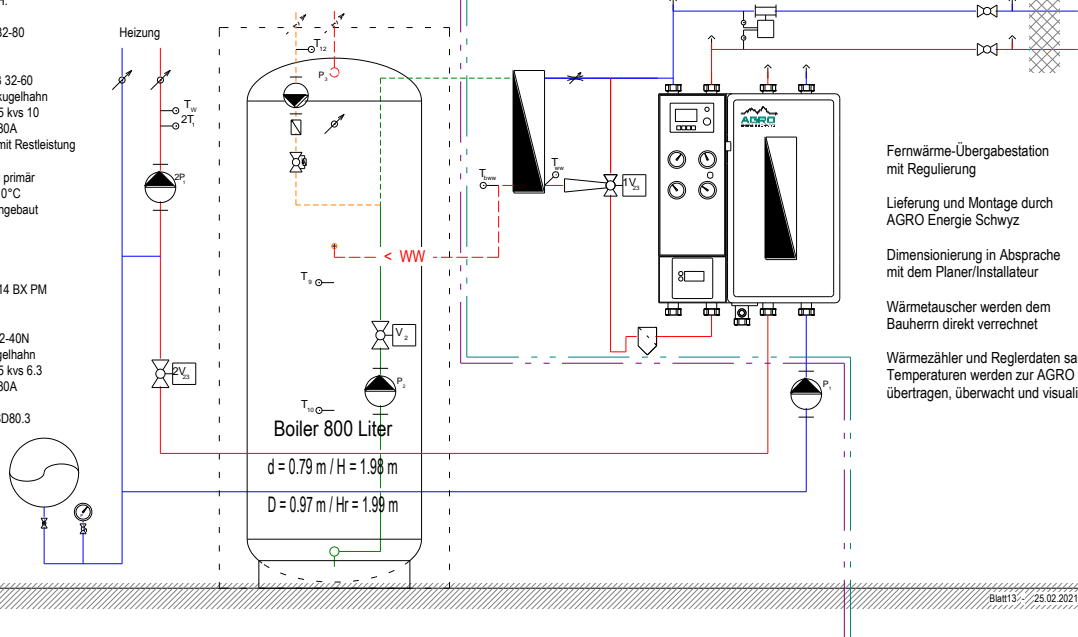 32-80
32-60
kugelhahn
5 kvs 10
30A
mit Restleistung
primär
0°C
ngebaut
14 BX PM
2-40N
gelhahn
5 kvs 6.3
30A
SD80.3
Heizung
TW
2T1
2P1
2V23
T12
P3
< WW
T9
T10
V2
P2
Boiler 800 Liter
d = 0.79 m / H = 1.98 m
D = 0.97 m / Hr = 1.99 m
Tbww
Tww
1V23
AGRO
P1
Fernwärme-Übergabestation
mit Regulierung
Lieferung und Montage durch
AGRO Energie Schwyz
Dimensionierung in Absprache
mit dem Planer/Installateur
Wärmetauscher werden dem
Bauherrn direkt verrechnet
Wärmezähler und Reglerdaten sa
Temperaturen werden zur AGRO
übertragen, überwacht und visuali
Blatt13 - 25.02.2021